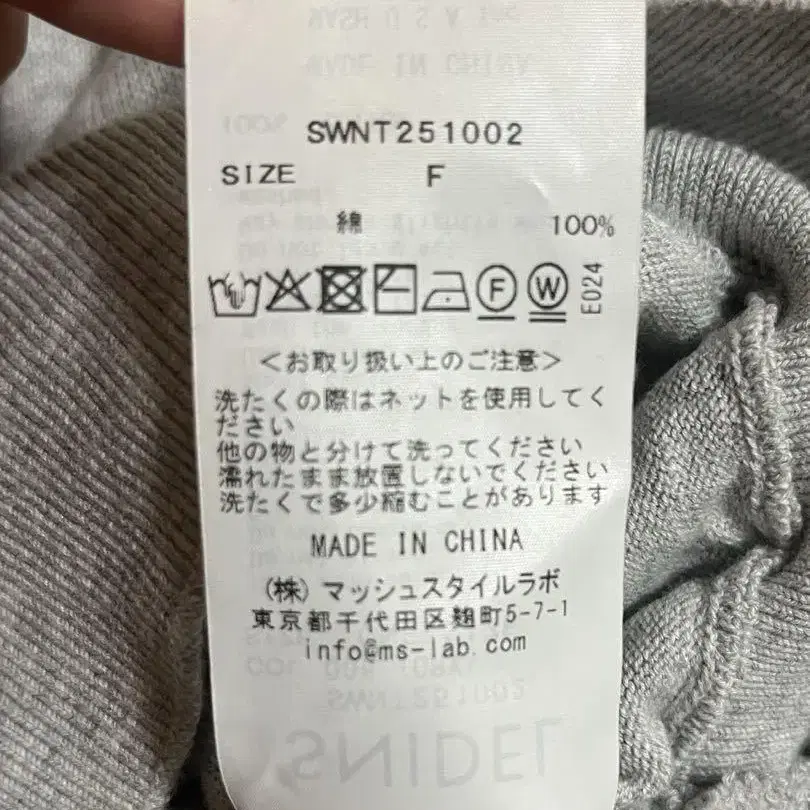 SWNT251002
SIZE F
綿 100%
F W E024
<お取り扱い上のご注意>
洗たくの際はネットを使用してく
ださい
他の物と分けて洗ってください
濡れたまま放置しないでください
洗たくで多少縮むことがあります
MADE IN CHINA
(株)マッシュスタイルラボ
東京都千代田区麹町5-7-1
info@ms-lab.com
SWNT251002
SNIDEL